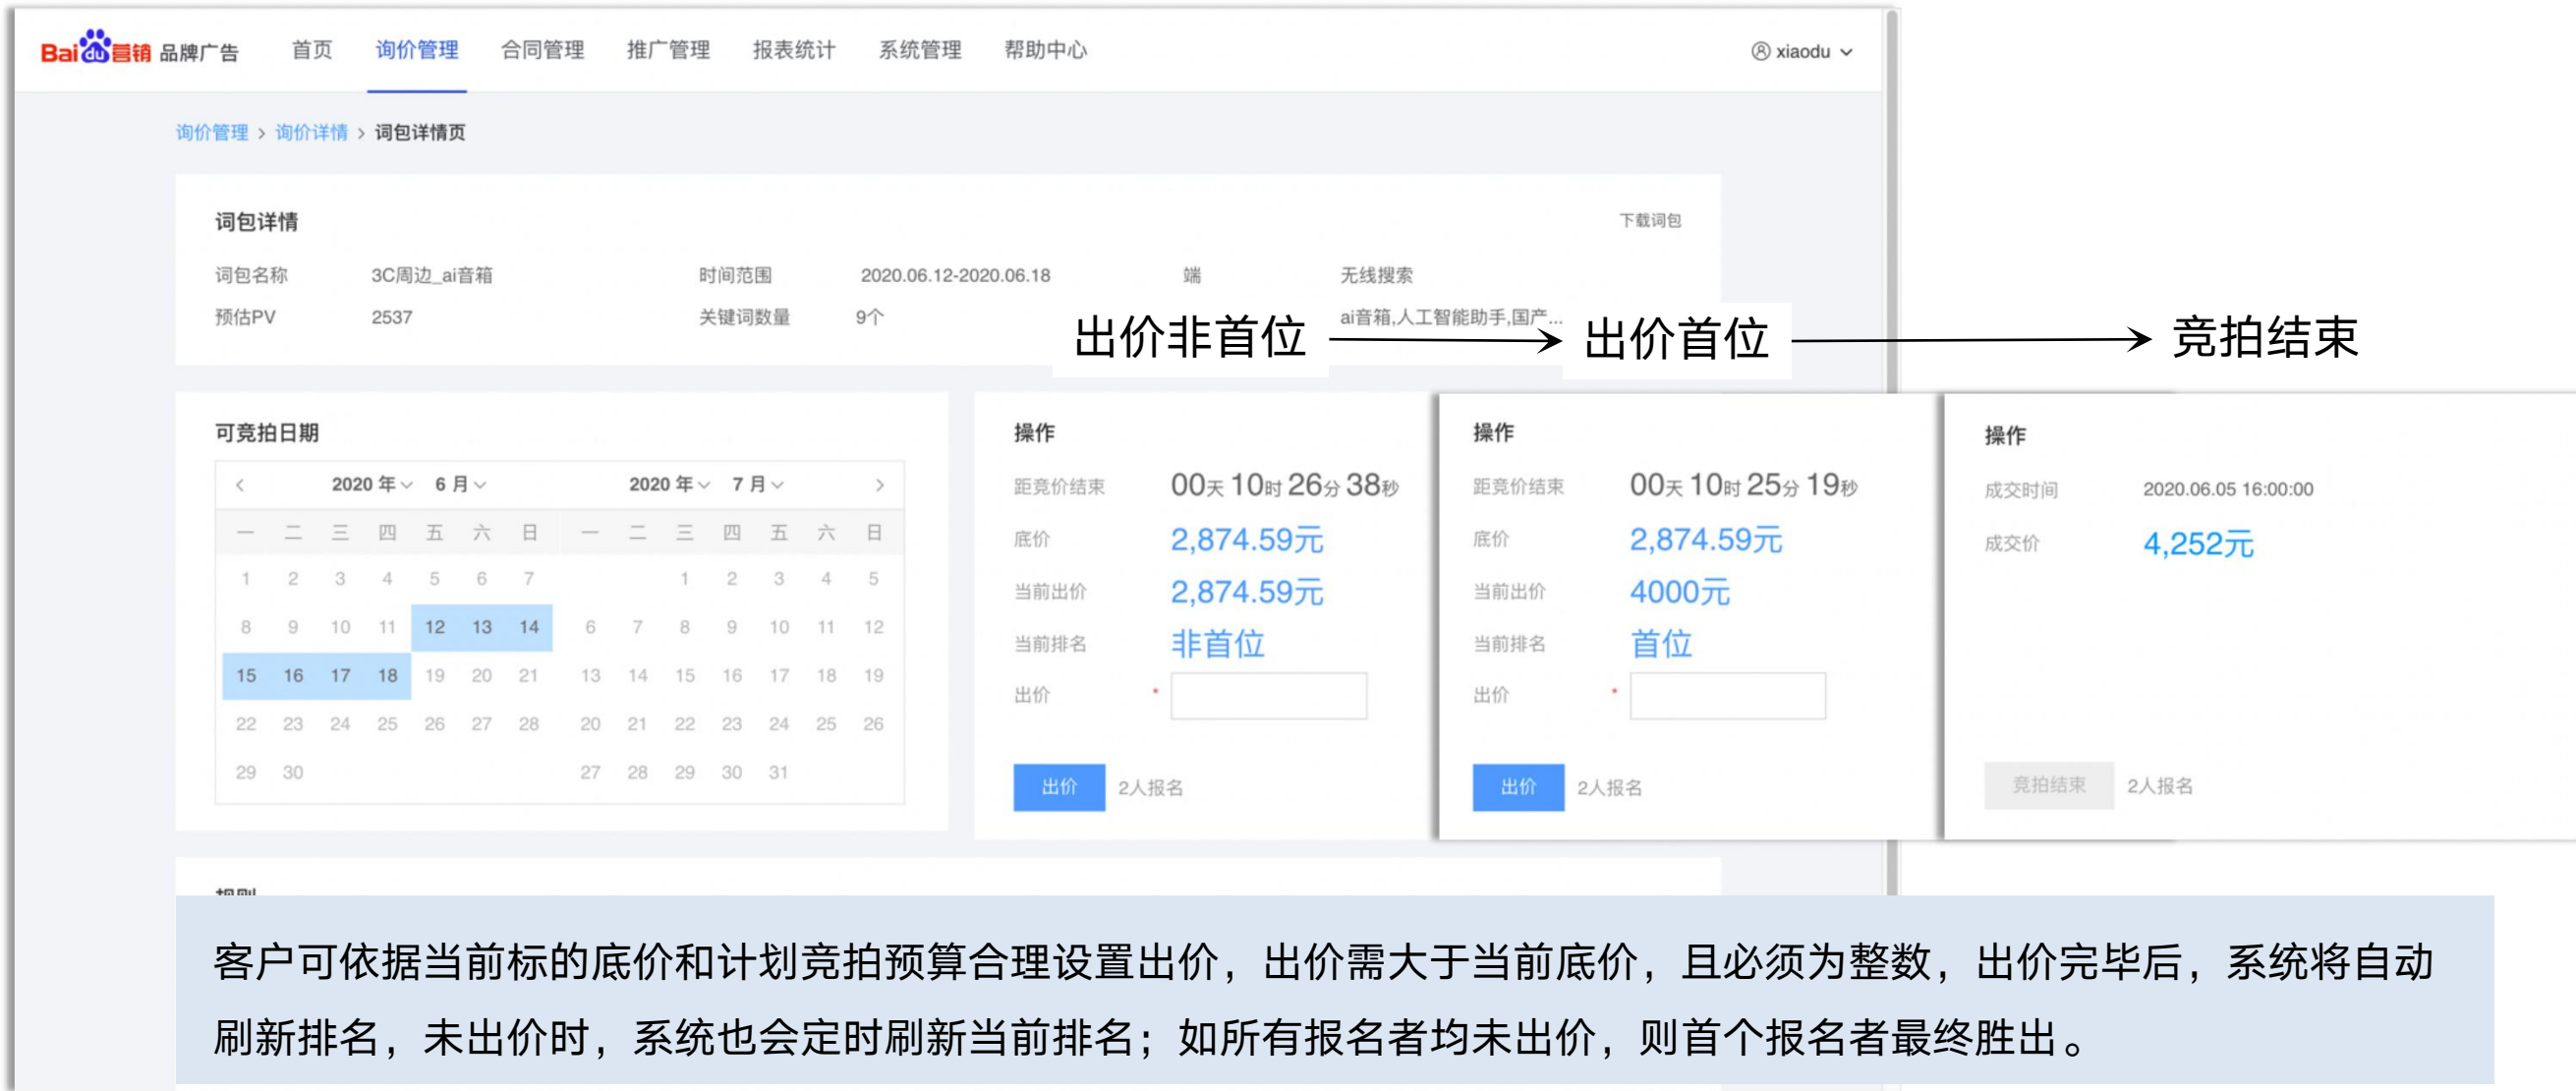 Bai du 营销 品牌广告 首页 询价管理 合同管理 推广管理 报表统计 系统管理 帮助中心 xiaodu
询价管理 > 询价详情 > 词包详情页
词包详情 下载词包
词包名称 3C周边_ai音箱 时间范围 2020.06.12-2020.06.18 端 无线搜索
预估PV 2537 关键词数量 9个 ai音箱,人工智能助手,国产...
出价非首位 出价首位 竞拍结束
可竞拍日期
< 2020 年 6 月 2020 年 7 月 >
一 二 三 四 五 六 日 一 二 三 四 五 六 日
1 2 3 4 5 6 7 1 2 3 4 5
8 9 10 11 12 13 14 6 7 8 9 10 11 12
15 16 17 18 19 20 21 13 14 15 16 17 18 19
22 23 24 25 26 27 28 20 21 22 23 24 25 26
29 30 27 28 29 30 31
操作
距竞价结束 00天 10时 26分 38秒
底价 2,874.59元
当前出价 2,874.59元
当前排名 非首位
出价 *
出价 2人报名
操作
距竞价结束 00天 10时 25分 19秒
底价 2,874.59元
当前出价 4000元
当前排名 首位
出价 *
出价 2人报名
操作
成交时间 2020.06.05 16:00:00
成交价 4,252元
竞拍结束 2人报名
客户可依据当前标的底价和计划竞拍预算合理设置出价，出价需大于当前底价，且必须为整数，出价完毕后，系统将自动
刷新排名，未出价时，系统也会定时刷新当前排名；如所有报名者均未出价，则首个报名者最终胜出。